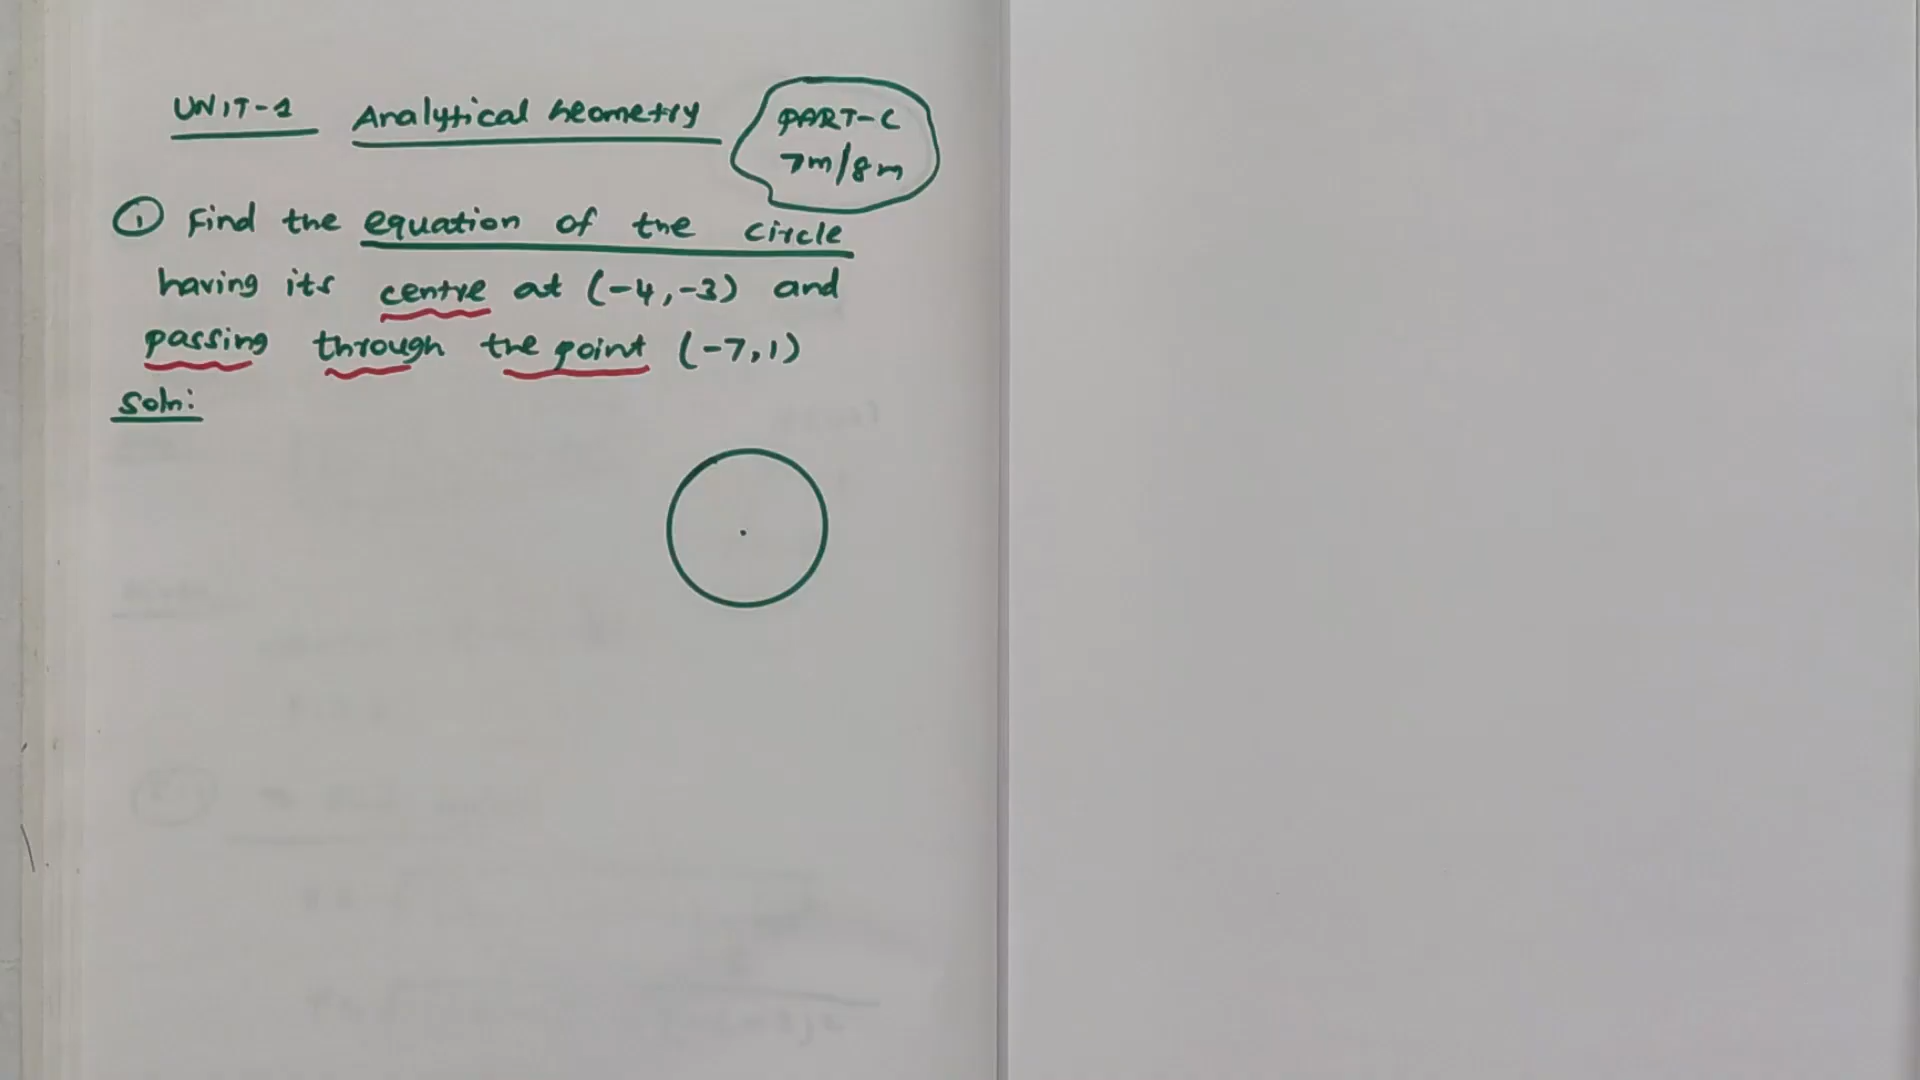 UNIT-1 Analytical Geometry
PART-C
7m/8m
① Find the equation of the circle
having its centre at (-4,-3) and
passing through the point (-7,1)
Soln: